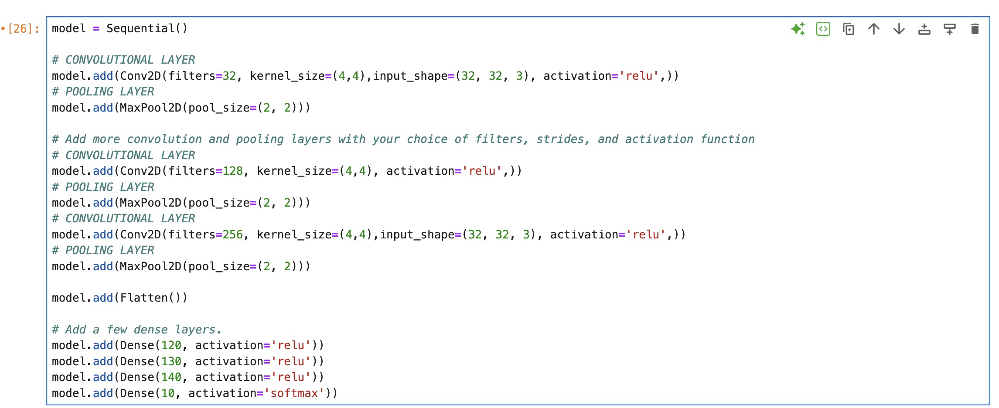 •[26]: model = Sequential()
# CONVOLUTIONAL LAYER
model.add(Conv2D(filters=32, kernel_size=(4,4),input_shape=(32, 32, 3), activation='relu',))
# POOLING LAYER
model.add(MaxPool2D(pool_size=(2, 2)))
# Add more convolution and pooling layers with your choice of filters, strides, and activation function
# CONVOLUTIONAL LAYER
model.add(Conv2D(filters=128, kernel_size=(4,4), activation='relu',))
# POOLING LAYER
model.add(MaxPool2D(pool_size=(2, 2)))
# CONVOLUTIONAL LAYER
model.add(Conv2D(filters=256, kernel_size=(4,4),input_shape=(32, 32, 3), activation='relu',))
# POOLING LAYER
model.add(MaxPool2D(pool_size=(2, 2)))
model.add(Flatten())
# Add a few dense layers.
model.add(Dense(120, activation='relu'))
model.add(Dense(130, activation='relu'))
model.add(Dense(140, activation='relu'))
model.add(Dense(10, activation='softmax'))